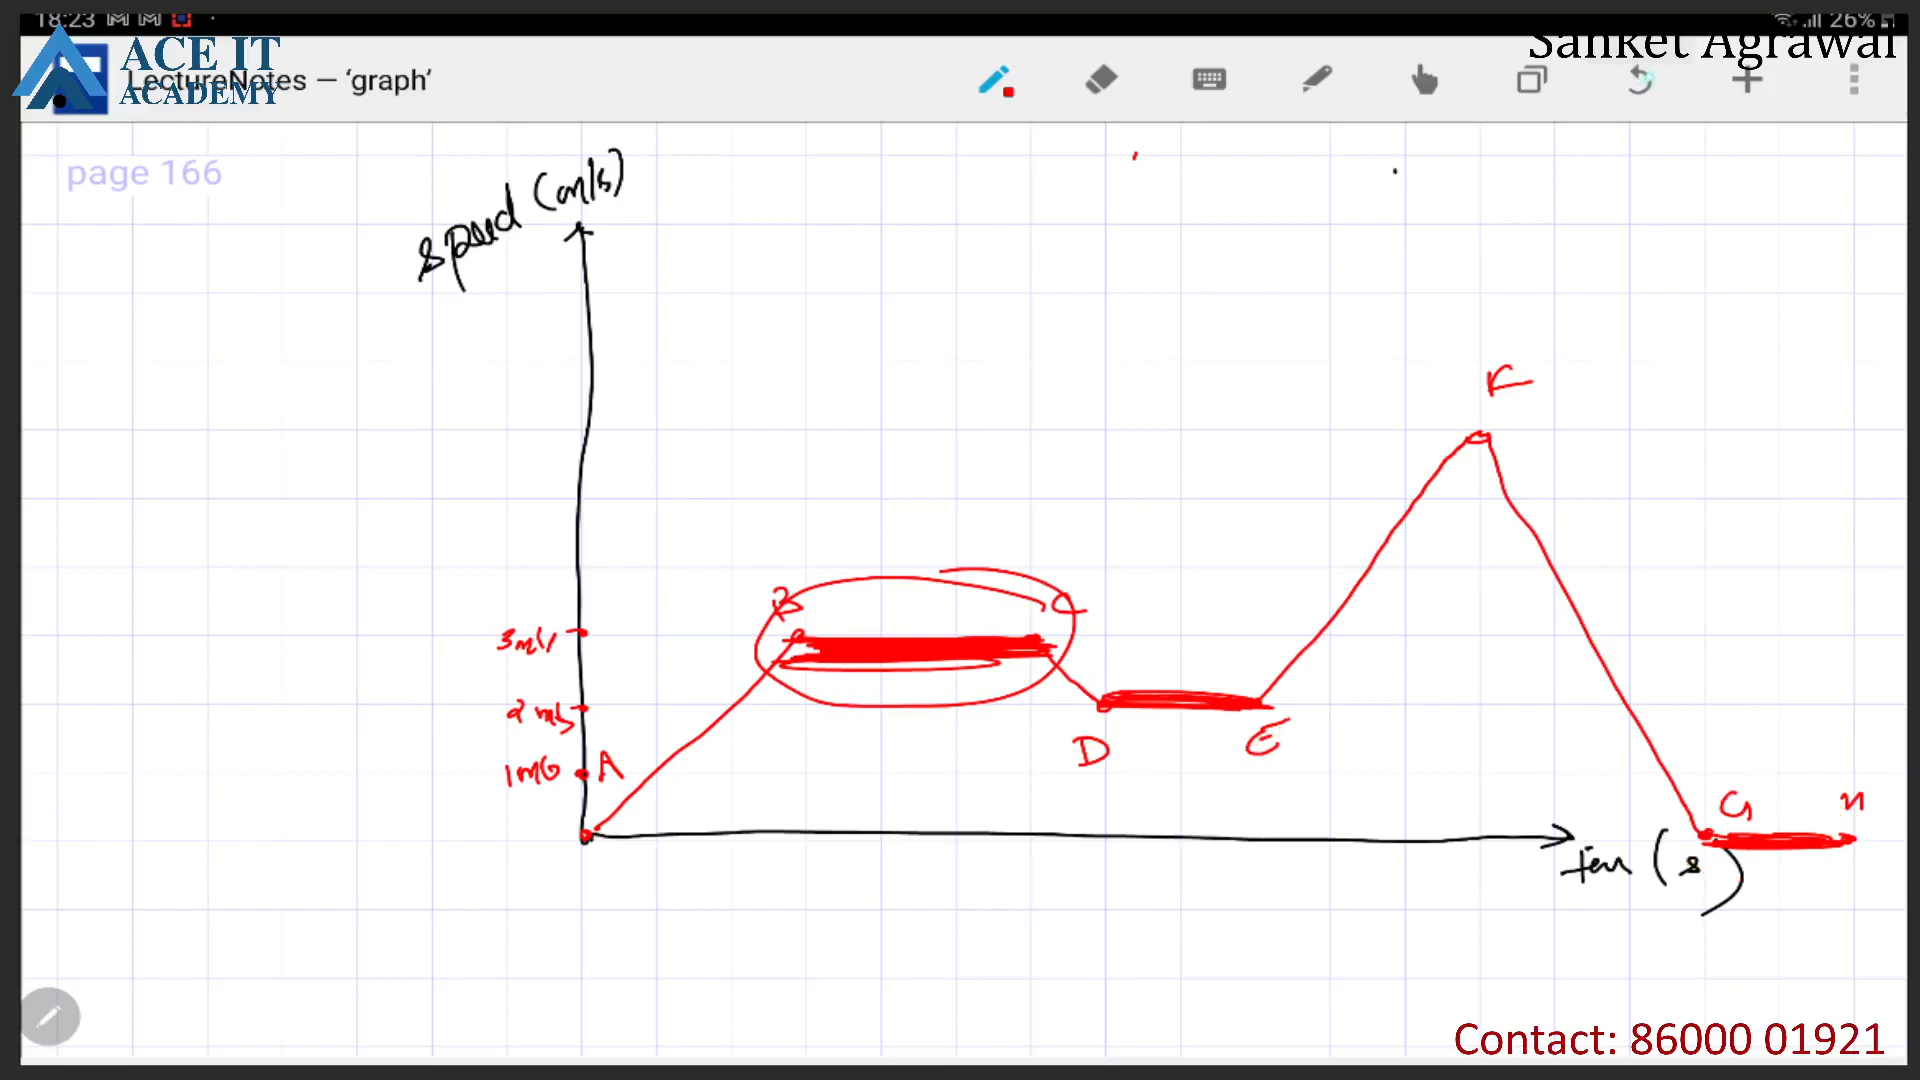 18:23
26%
ACE IT
ACADEMY
LectureNotes — ‘graph’
Sanket Agrawal
page 166
speed (m/s)
F
B
C
3m/s
2 m/s
1m/s
A
D
E
G
H
(s)
Contact: 86000 01921